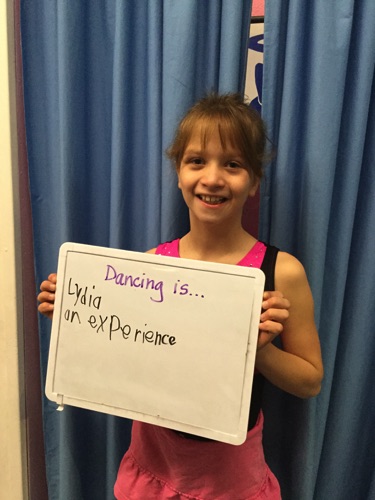 Dancing is...
Lydia
an experience